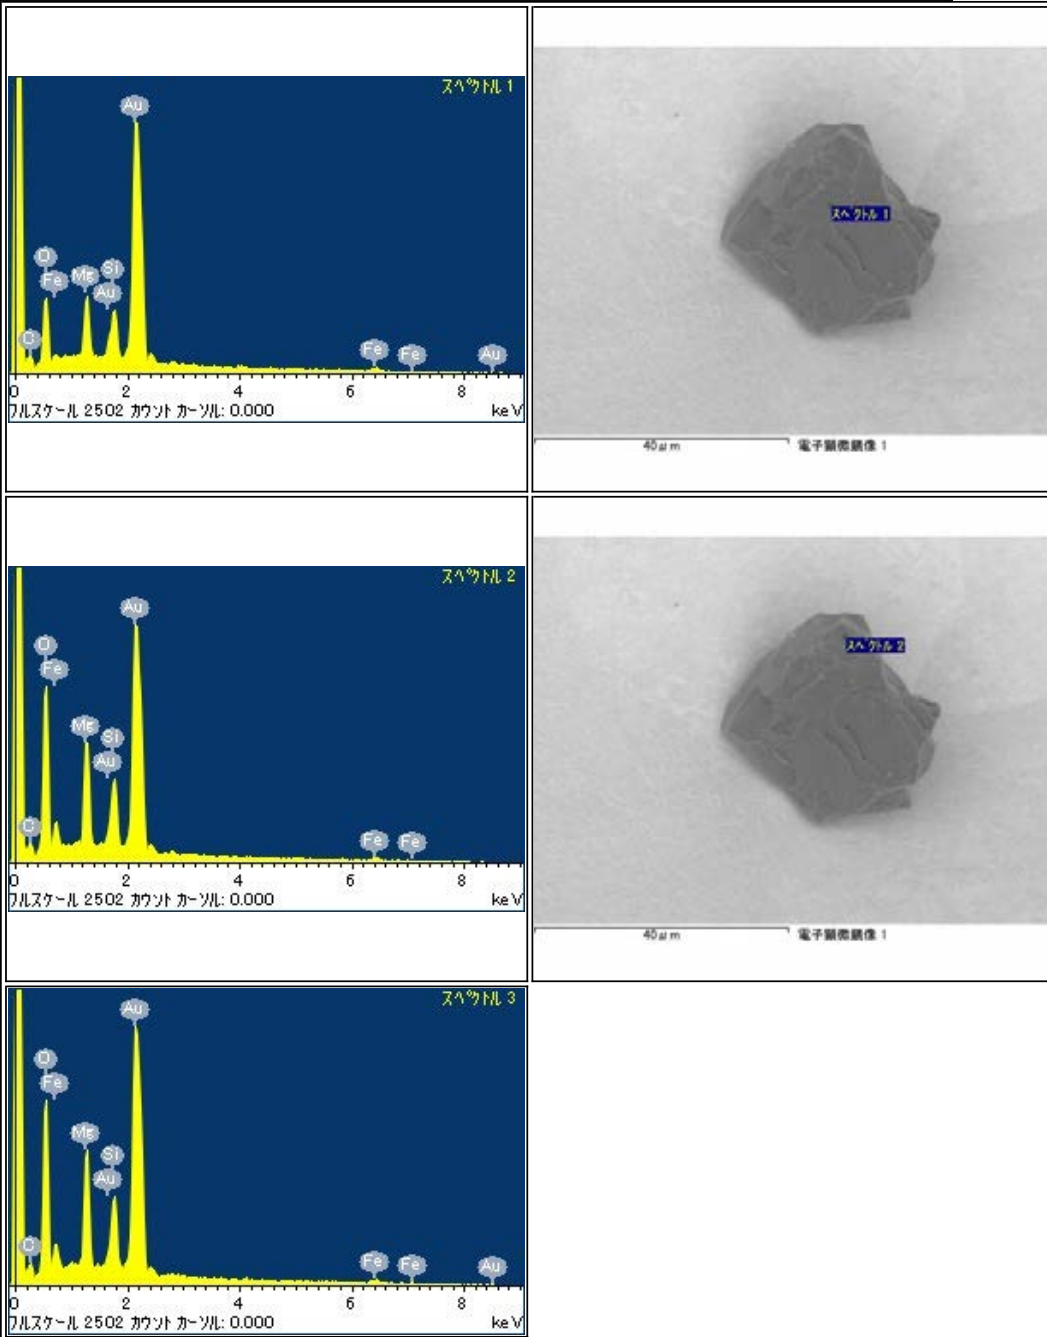 スペクトル 1
Au
O
Fe
Mg
Si
Au
C
Fe
Fe
Au
0 2 4 6 8
フルスケール 2502 カウント カーソル: 0.000 keV
スペクトル 1
40µm 電子顕微鏡像 1
スペクトル 2
Au
O
Fe
Mg
Si
Au
C
Fe
Fe
0 2 4 6 8
フルスケール 2502 カウント カーソル: 0.000 keV
スペクトル 2
40µm 電子顕微鏡像 1
スペクトル 3
Au
O
Fe
Mg
Si
Au
C
Fe
Fe
Au
0 2 4 6 8
フルスケール 2502 カウント カーソル: 0.000 keV